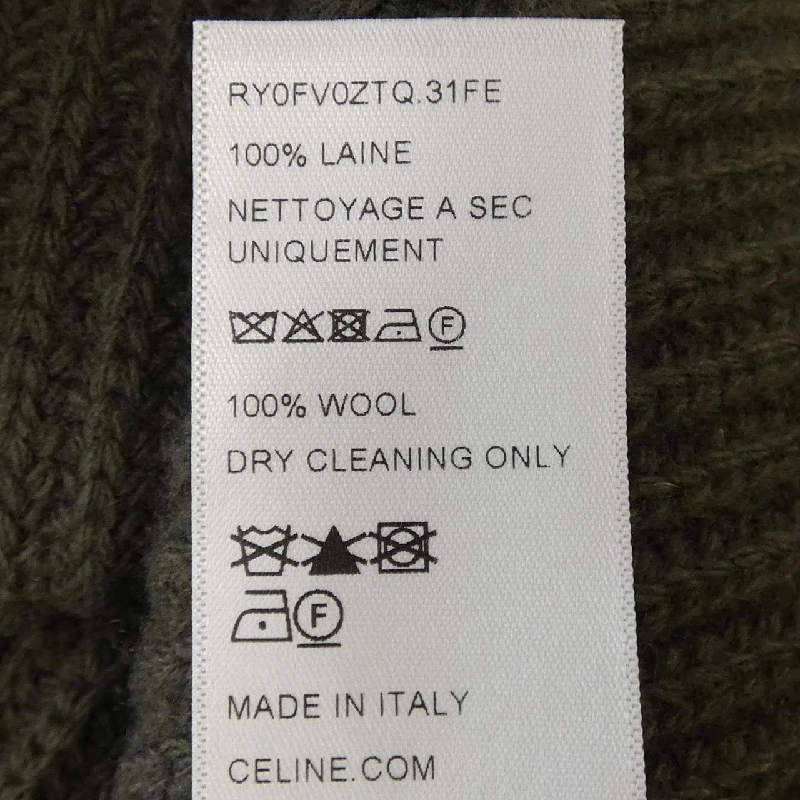 RY0FV0ZTQ.31FE
100% LAINE
NETTOYAGE A SEC
UNIQUEMENT
F
100% WOOL
DRY CLEANING ONLY
F
MADE IN ITALY
CELINE.COM